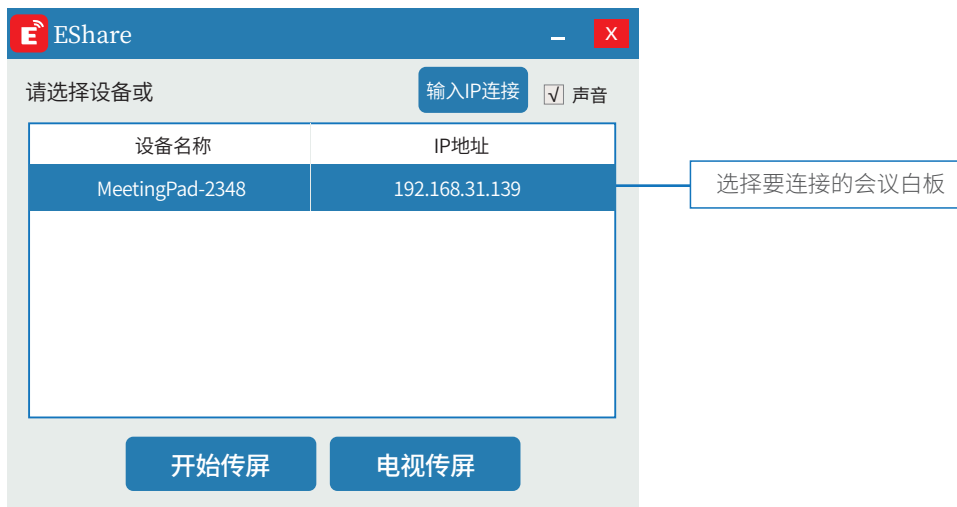 EShare
X
请选择设备或
输入IP连接
√ 声音
设备名称 IP地址
MeetingPad-2348 192.168.31.139
选择要连接的会议白板
开始传屏 电视传屏